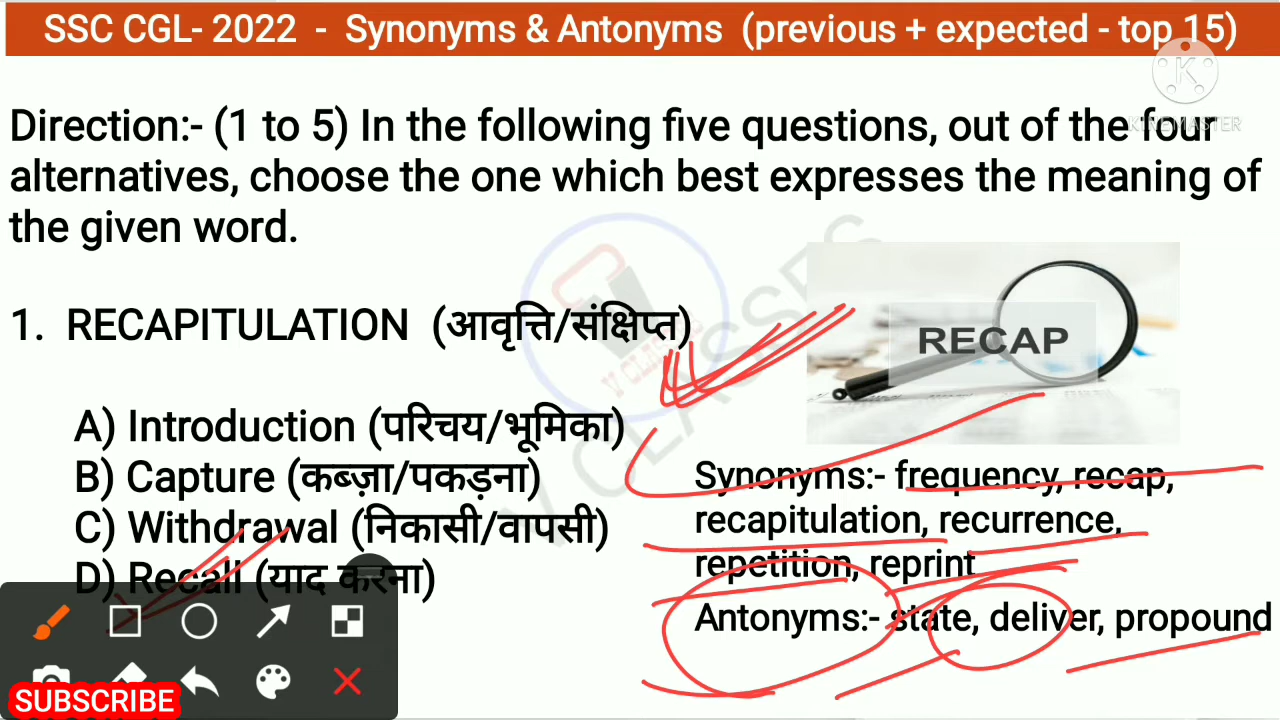 SSC CGL- 2022 - Synonyms & Antonyms (previous + expected - top 15)
KINEMASTER
Direction:- (1 to 5) In the following five questions, out of the four
alternatives, choose the one which best expresses the meaning of
the given word.
1. RECAPITULATION (आवृत्ति/संक्षिप्त)
RECAP
V CLASSES
A) Introduction (परिचय/भूमिका)
B) Capture (कब्ज़ा/पकड़ना)
C) Withdrawal (निकासी/वापसी)
D) Recall (याद करना)
Synonyms:- frequency, recap,
recapitulation, recurrence,
repetition, reprint
Antonyms:- state, deliver, propound
SUBSCRIBE